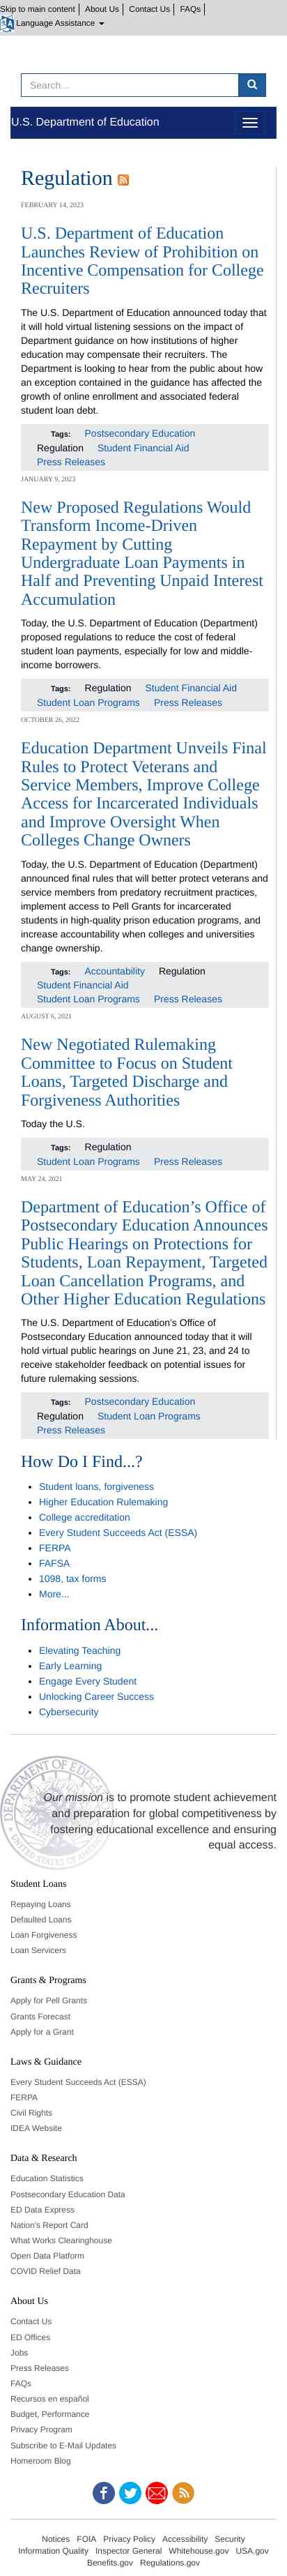 Skip to main content About Us Contact Us FAQs
Language Assistance
Search...
U.S. Department of Education
Regulation
FEBRUARY 14, 2023
U.S. Department of Education
Launches Review of Prohibition on
Incentive Compensation for College
Recruiters
The U.S. Department of Education announced today that
it will hold virtual listening sessions on the impact of
Department guidance on how institutions of higher
education may compensate their recruiters. The
Department is looking to hear from the public about how
an exception contained in the guidance has affected the
growth of online enrollment and associated federal
student loan debt.
Tags: Postsecondary Education
Regulation Student Financial Aid
Press Releases
JANUARY 9, 2023
New Proposed Regulations Would
Transform Income-Driven
Repayment by Cutting
Undergraduate Loan Payments in
Half and Preventing Unpaid Interest
Accumulation
Today, the U.S. Department of Education (Department)
proposed regulations to reduce the cost of federal
student loan payments, especially for low and middle-
income borrowers.
Tags: Regulation Student Financial Aid
Student Loan Programs Press Releases
OCTOBER 26, 2022
Education Department Unveils Final
Rules to Protect Veterans and
Service Members, Improve College
Access for Incarcerated Individuals
and Improve Oversight When
Colleges Change Owners
Today, the U.S. Department of Education (Department)
announced final rules that will better protect veterans and
service members from predatory recruitment practices,
implement access to Pell Grants for incarcerated
students in high-quality prison education programs, and
increase accountability when colleges and universities
change ownership.
Tags: Accountability Regulation
Student Financial Aid
Student Loan Programs Press Releases
AUGUST 6, 2021
New Negotiated Rulemaking
Committee to Focus on Student
Loans, Targeted Discharge and
Forgiveness Authorities
Today the U.S.
Tags: Regulation
Student Loan Programs Press Releases
MAY 24, 2021
Department of Education’s Office of
Postsecondary Education Announces
Public Hearings on Protections for
Students, Loan Repayment, Targeted
Loan Cancellation Programs, and
Other Higher Education Regulations
The U.S. Department of Education’s Office of
Postsecondary Education announced today that it will
hold virtual public hearings on June 21, 23, and 24 to
receive stakeholder feedback on potential issues for
future rulemaking sessions.
Tags: Postsecondary Education
Regulation Student Loan Programs
Press Releases
How Do I Find...?
Student loans, forgiveness
Higher Education Rulemaking
College accreditation
Every Student Succeeds Act (ESSA)
FERPA
FAFSA
1098, tax forms
More...
Information About...
Elevating Teaching
Early Learning
Engage Every Student
Unlocking Career Success
Cybersecurity
Our mission is to promote student achievement
and preparation for global competitiveness by
fostering educational excellence and ensuring
equal access.
Student Loans
Repaying Loans
Defaulted Loans
Loan Forgiveness
Loan Servicers
Grants & Programs
Apply for Pell Grants
Grants Forecast
Apply for a Grant
Laws & Guidance
Every Student Succeeds Act (ESSA)
FERPA
Civil Rights
IDEA Website
Data & Research
Education Statistics
Postsecondary Education Data
ED Data Express
Nation's Report Card
What Works Clearinghouse
Open Data Platform
COVID Relief Data
About Us
Contact Us
ED Offices
Jobs
Press Releases
FAQs
Recursos en español
Budget, Performance
Privacy Program
Subscribe to E-Mail Updates
Homeroom Blog
Notices FOIA Privacy Policy Accessibility Security
Information Quality Inspector General Whitehouse.gov USA.gov
Benefits.gov Regulations.gov